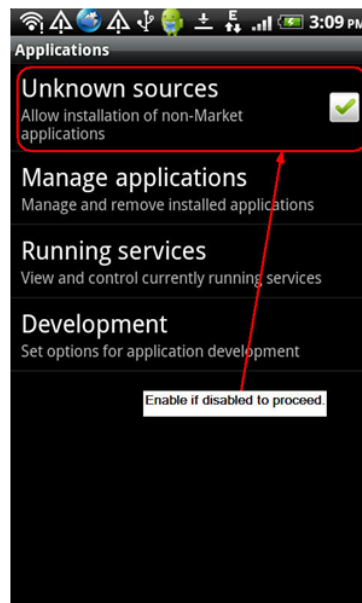 E 3:09 PM
Applications
Unknown sources
Allow installation of non-Market
applications
Manage applications
Manage and remove installed applications
Running services
View and control currently running services
Development
Set options for application development
Enable if disabled to proceed.